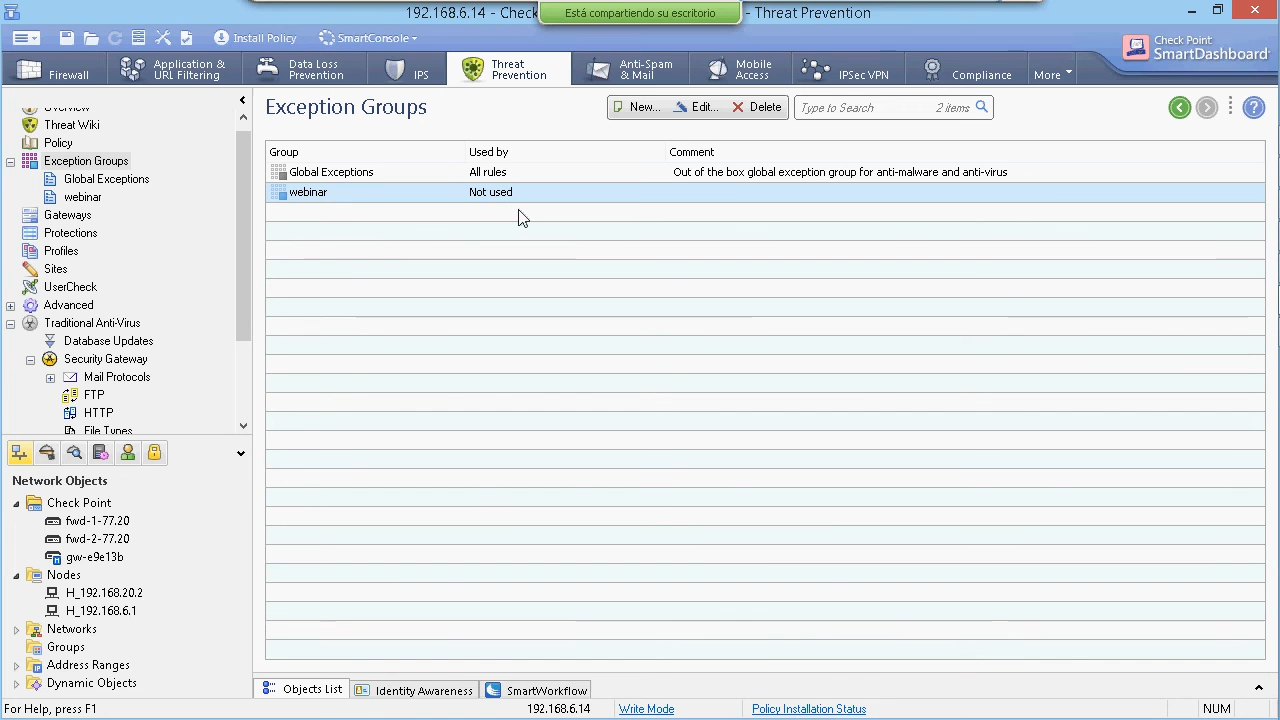 192.168.6.14 - Check
Está compartiendo su escritorio
- Threat Prevention
Install Policy
SmartConsole
Check Point
SmartDashboard
Firewall
Application &
URL Filtering
Data Loss
Prevention
IPS
Threat
Prevention
Anti-Spam
& Mail
Mobile
Access
IPSec VPN
Compliance
More
Overview
Threat Wiki
Policy
Exception Groups
Global Exceptions
webinar
Gateways
Protections
Profiles
Sites
UserCheck
Advanced
Traditional Anti-Virus
Database Updates
Security Gateway
Mail Protocols
FTP
HTTP
File Types
Exception Groups
New...
Edit...
Delete
Type to Search
2 items
Group Used by Comment
Global Exceptions All rules Out of the box global exception group for anti-malware and anti-virus
webinar Not used
Network Objects
Check Point
fwd-1-77.20
fwd-2-77.20
gw-e9e13b
Nodes
H_192.168.20.2
H_192.168.6.1
Networks
Groups
Address Ranges
Dynamic Objects
Objects List
Identity Awareness
SmartWorkflow
For Help, press F1
192.168.6.14
Write Mode
Policy Installation Status
NUM